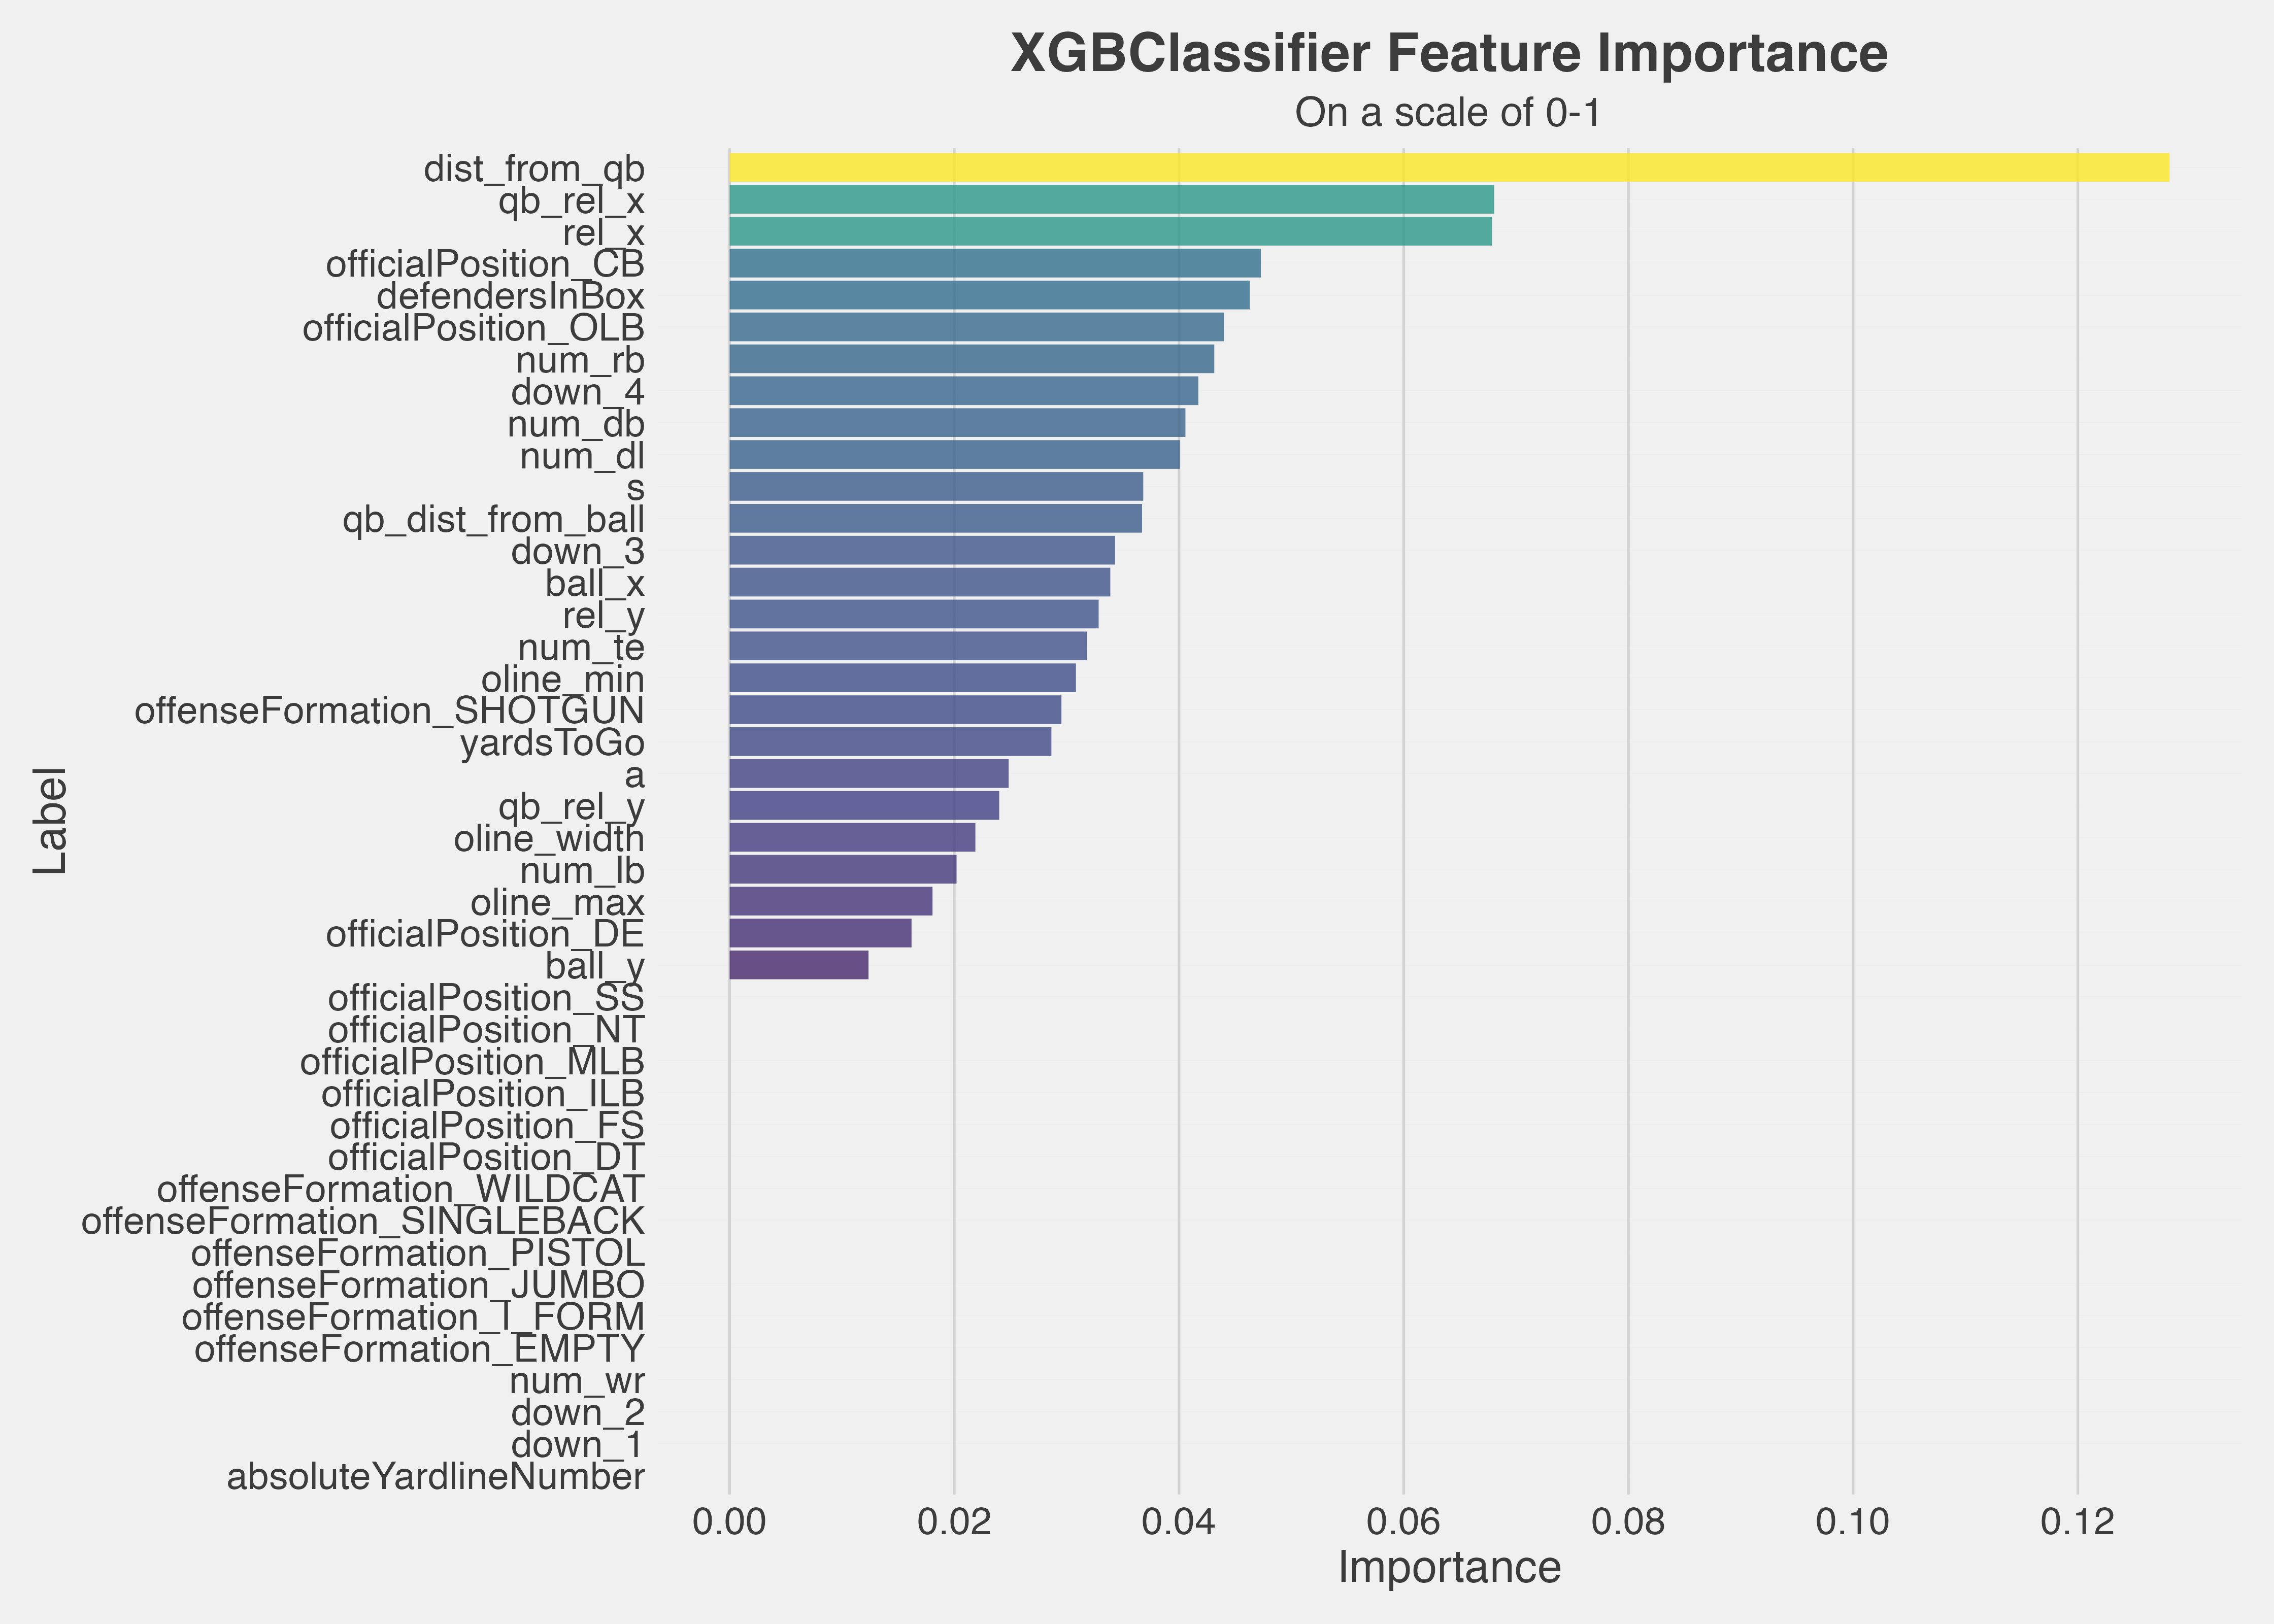 XGBClassifier Feature Importance
On a scale of 0-1
dist_from_qb
qb_rel_x
rel_x
officialPosition_CB
defendersInBox
officialPosition_OLB
num_rb
down_4
num_db
num_dl
s
qb_dist_from_ball
down_3
ball_x
rel_y
num_te
oline_min
offenseFormation_SHOTGUN
yardsToGo
a
qb_rel_y
oline_width
num_lb
oline_max
officialPosition_DE
ball_y
officialPosition_SS
officialPosition_NT
officialPosition_MLB
officialPosition_ILB
officialPosition_FS
officialPosition_DT
offenseFormation_WILDCAT
offenseFormation_SINGLEBACK
offenseFormation_PISTOL
offenseFormation_JUMBO
offenseFormation_I_FORM
offenseFormation_EMPTY
num_wr
down_2
down_1
absoluteYardlineNumber
Label
0.00 0.02 0.04 0.06 0.08 0.10 0.12
Importance